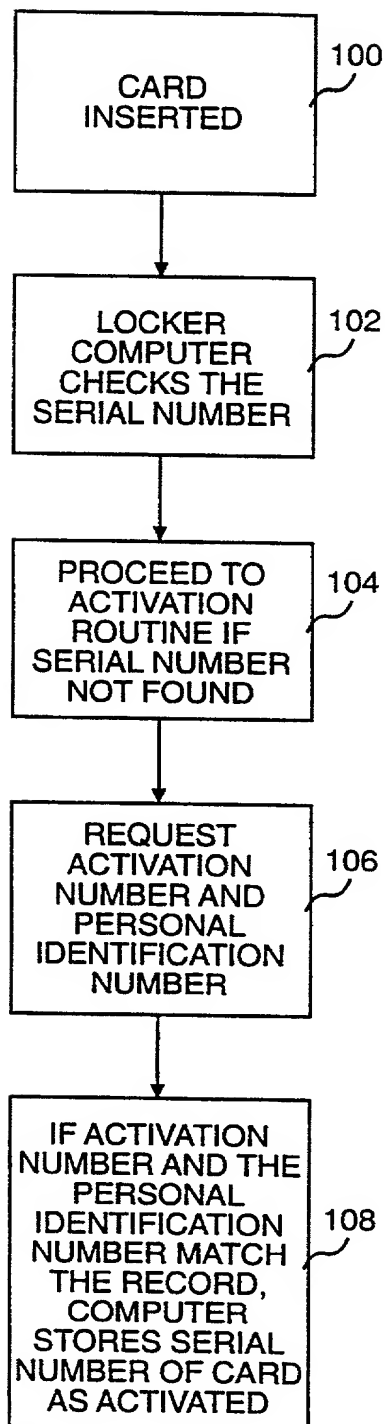 CARD
INSERTED
100
LOCKER
COMPUTER
CHECKS THE
SERIAL NUMBER
102
PROCEED TO
ACTIVATION
ROUTINE IF
SERIAL NUMBER
NOT FOUND
104
REQUEST
ACTIVATION
NUMBER AND
PERSONAL
IDENTIFICATION
NUMBER
106
IF ACTIVATION
NUMBER AND THE
PERSONAL
IDENTIFICATION
NUMBER MATCH
THE RECORD,
COMPUTER
STORES SERIAL
NUMBER OF CARD
AS ACTIVATED
108